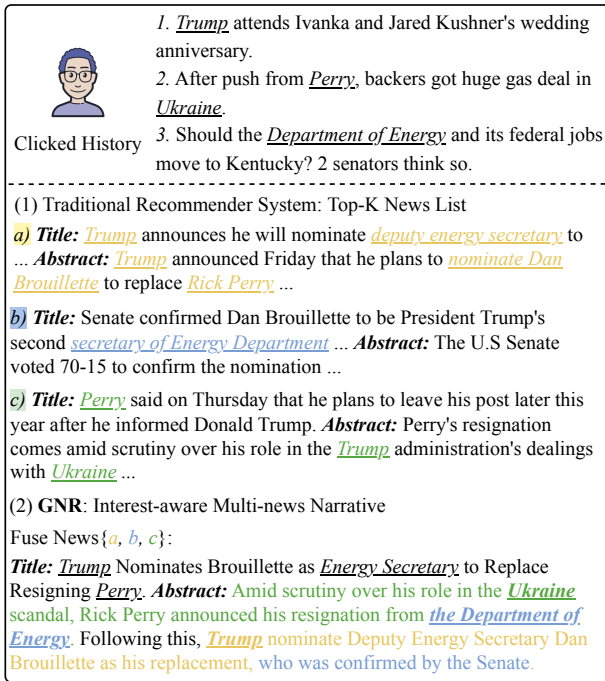 1. Trump attends Ivanka and Jared Kushner's wedding
anniversary.
2. After push from Perry, backers got huge gas deal in
Ukraine.
3. Should the Department of Energy and its federal jobs
move to Kentucky? 2 senators think so.
Clicked History
(1) Traditional Recommender System: Top-K News List
a) Title: Trump announces he will nominate deputy energy secretary to
... Abstract: Trump announced Friday that he plans to nominate Dan
Brouillette to replace Rick Perry ...
b) Title: Senate confirmed Dan Brouillette to be President Trump's
second secretary of Energy Department ... Abstract: The U.S Senate
voted 70-15 to confirm the nomination ...
c) Title: Perry said on Thursday that he plans to leave his post later this
year after he informed Donald Trump. Abstract: Perry's resignation
comes amid scrutiny over his role in the Trump administration's dealings
with Ukraine ...
(2) GNR: Interest-aware Multi-news Narrative
Fuse News{a, b, c}:
Title: Trump Nominates Brouillette as Energy Secretary to Replace
Resigning Perry. Abstract: Amid scrutiny over his role in the Ukraine
scandal, Rick Perry announced his resignation from the Department of
Energy. Following this, Trump nominate Deputy Energy Secretary Dan
Brouillette as his replacement, who was confirmed by the Senate.